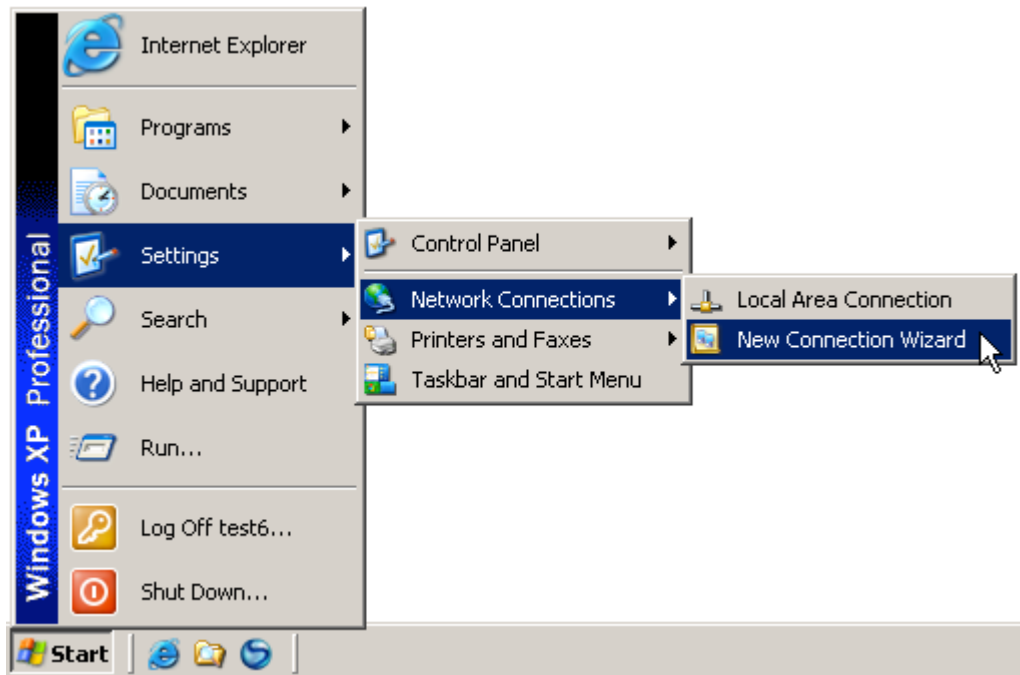 Internet Explorer
Programs
Documents
Settings
Search
Help and Support
Run...
Log Off test6...
Shut Down...
Windows XP Professional
Control Panel
Network Connections
Printers and Faxes
Taskbar and Start Menu
Local Area Connection
New Connection Wizard
Start